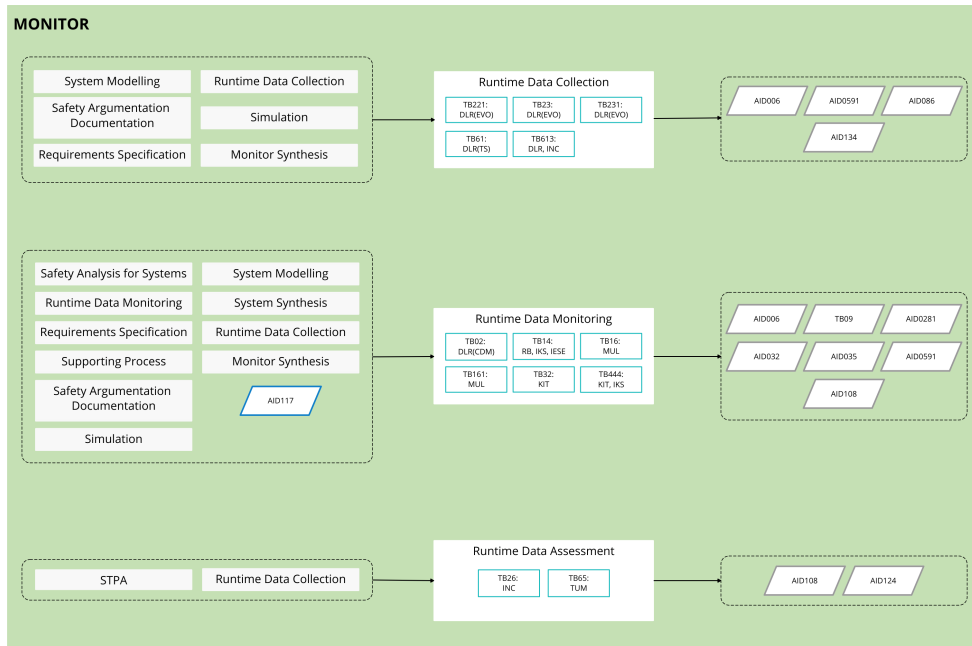 MONITOR
System Modelling
Runtime Data Collection
Safety Argumentation
Documentation
Simulation
Requirements Specification
Monitor Synthesis
Runtime Data Collection
TB221:
DLR(EVO)
TB23:
DLR(EVO)
TB231:
DLR(EVO)
TB61:
DLR(TS)
TB613:
DLR, INC
AID006
AID0591
AID086
AID134
Safety Analysis for Systems
System Modelling
Runtime Data Monitoring
System Synthesis
Requirements Specification
Runtime Data Collection
Supporting Process
Monitor Synthesis
Safety Argumentation
Documentation
AID117
Simulation
Runtime Data Monitoring
TB02:
DLR(CDM)
TB14:
RB, IKS, IESE
TB16:
MUL
TB161:
MUL
TB32:
KIT
TB444:
KIT, IKS
AID006
TB09
AID0281
AID032
AID035
AID0591
AID108
STPA
Runtime Data Collection
Runtime Data Assessment
TB26:
INC
TB65:
TUM
AID108
AID124